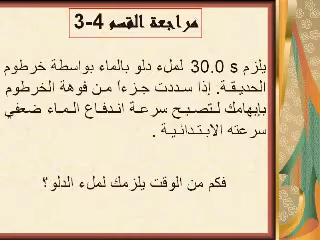 مراجعة القسم 4-3
يلزم 30.0 s لملء دلو بالماء بواسطة خرطوم
الحديقة. إذا سددت جزءاً من فوهة الخرطوم
بإبهامك لتصبح سرعة اندفاع الماء ضعفي
سرعته الابتدائية .
فكم من الوقت يلزمك لملء الدلو؟